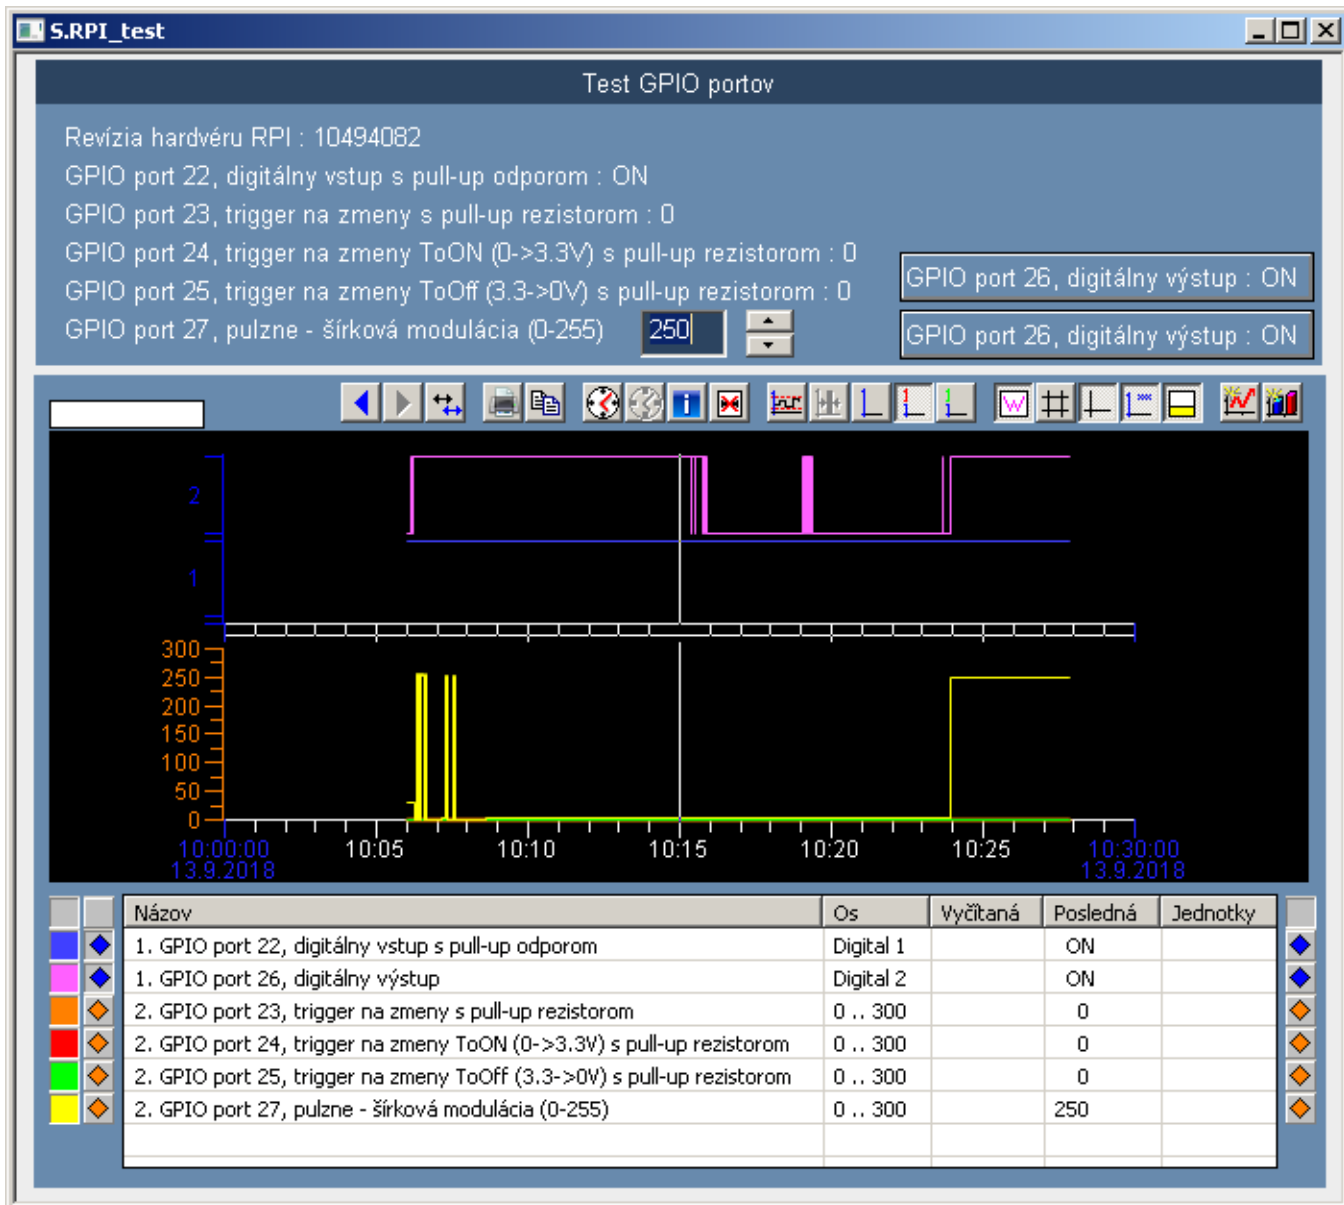 S.RPI_test
Test GPIO portov
Revízia hardvéru RPI : 10494082
GPIO port 22, digitálny vstup s pull-up odporom : ON
GPIO port 23, trigger na zmeny s pull-up rezistorom : 0
GPIO port 24, trigger na zmeny ToON (0->3.3V) s pull-up rezistorom : 0
GPIO port 25, trigger na zmeny ToOff (3.3->0V) s pull-up rezistorom : 0
GPIO port 26, digitálny výstup : ON
GPIO port 27, pulzne - šírková modulácia (0-255) 250
GPIO port 26, digitálny výstup : ON
2
1
300
250
200
150
100
50
0
10:00:00 10:05 10:10 10:15 10:20 10:25 10:30:00
13.9.2018 13.9.2018
Názov Os Vyčítaná Posledná Jednotky
1. GPIO port 22, digitálny vstup s pull-up odporom Digital 1 ON
1. GPIO port 26, digitálny výstup Digital 2 ON
2. GPIO port 23, trigger na zmeny s pull-up rezistorom 0 .. 300 0
2. GPIO port 24, trigger na zmeny ToON (0->3.3V) s pull-up rezistorom 0 .. 300 0
2. GPIO port 25, trigger na zmeny ToOff (3.3->0V) s pull-up rezistorom 0 .. 300 0
2. GPIO port 27, pulzne - šírková modulácia (0-255) 0 .. 300 250